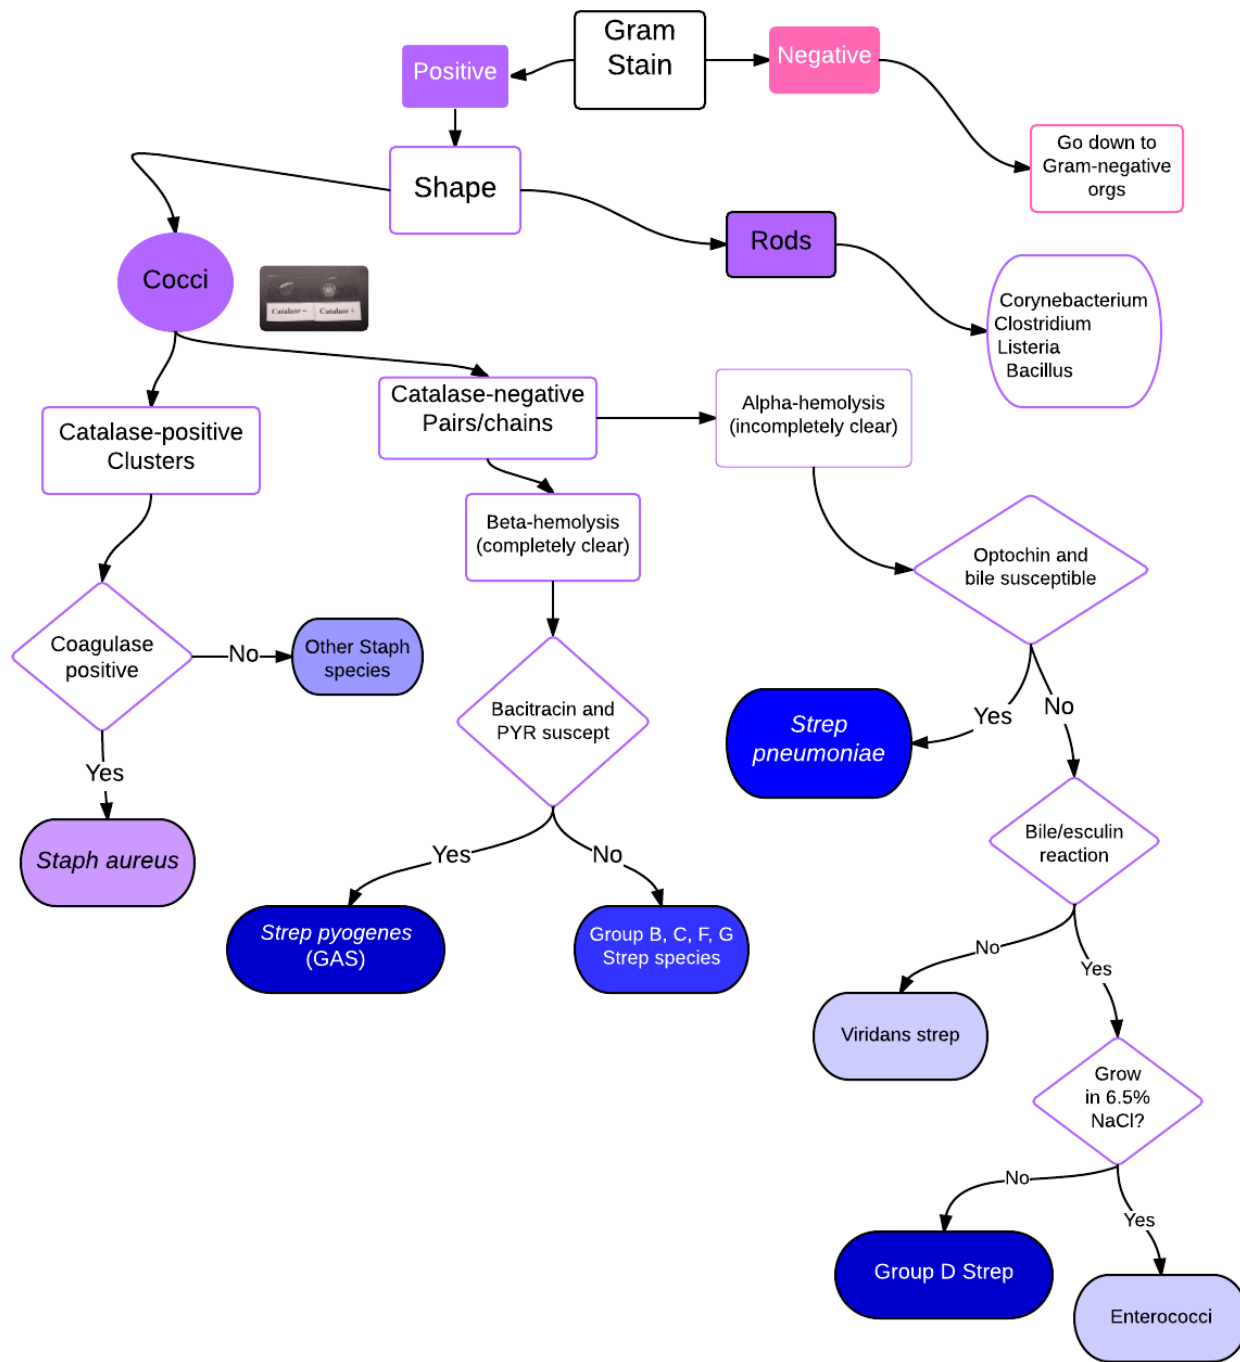 Gram
Stain
Positive
Negative
Go down to
Gram-negative
orgs
Shape
Rods
Cocci
Catalase - Catalase +
Corynebacterium
Clostridium
Listeria
Bacillus
Catalase-positive
Clusters
Catalase-negative
Pairs/chains
Alpha-hemolysis
(incompletely clear)
Beta-hemolysis
(completely clear)
Optochin and
bile susceptible
Coagulase
positive
No
Other Staph
species
Yes
Staph aureus
Bacitracin and
PYR suscept
Yes
No
Strep pyogenes
(GAS)
Group B, C, F, G
Strep species
Yes
No
Strep
pneumoniae
Bile/esculin
reaction
No
Yes
Viridans strep
Grow
in 6.5%
NaCl?
No
Yes
Group D Strep
Enterococci